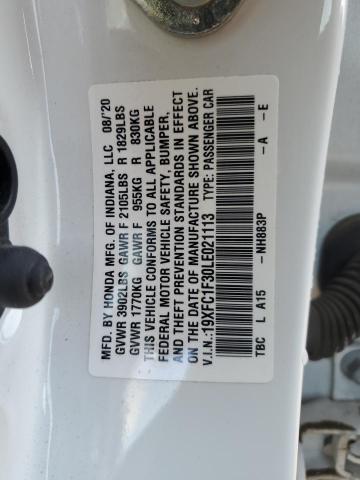 MFD. BY HONDA MFG. OF INDIANA, LLC 08/'20
GVWR 3902LBS GAWR F 2105LBS R 1829LBS
GVWR 1770KG GAWR F 955KG R 830KG
THIS VEHICLE CONFORMS TO ALL APPLICABLE
FEDERAL MOTOR VEHICLE SAFETY, BUMPER,
AND THEFT PREVENTION STANDARDS IN EFFECT
ON THE DATE OF MANUFACTURE SHOWN ABOVE.
V.I.N.:19XFC1F30LE021113 TYPE: PASSENGER CAR
TBC L A15 -NH883P -A -E